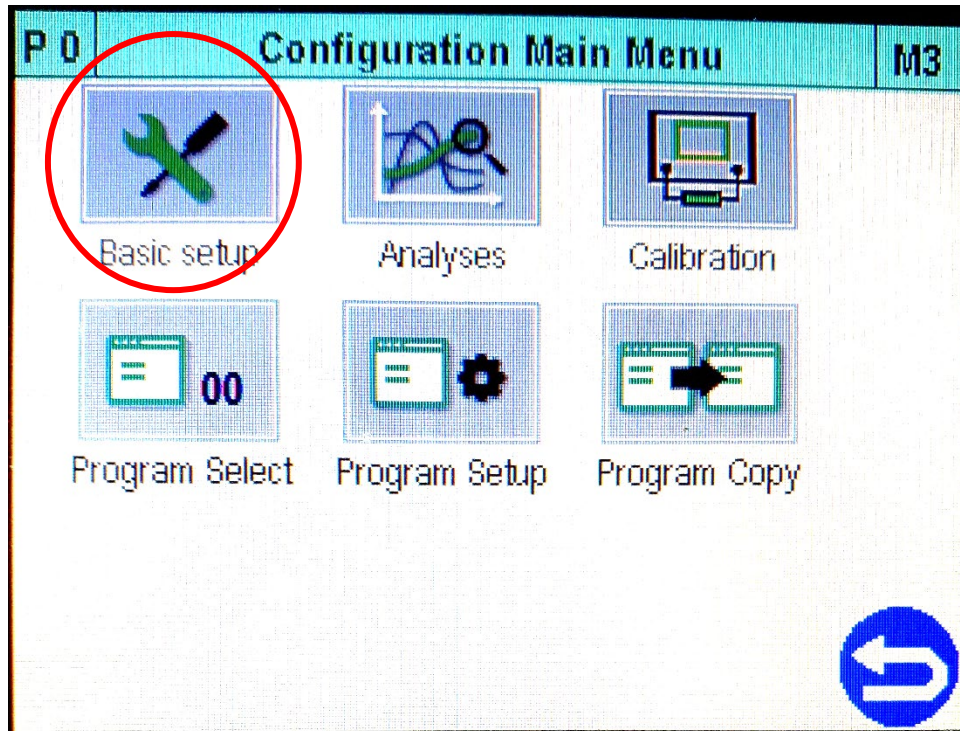 P 0 Configuration Main Menu M3
Basic setup Analyses Calibration
00
Program Select Program Setup Program Copy